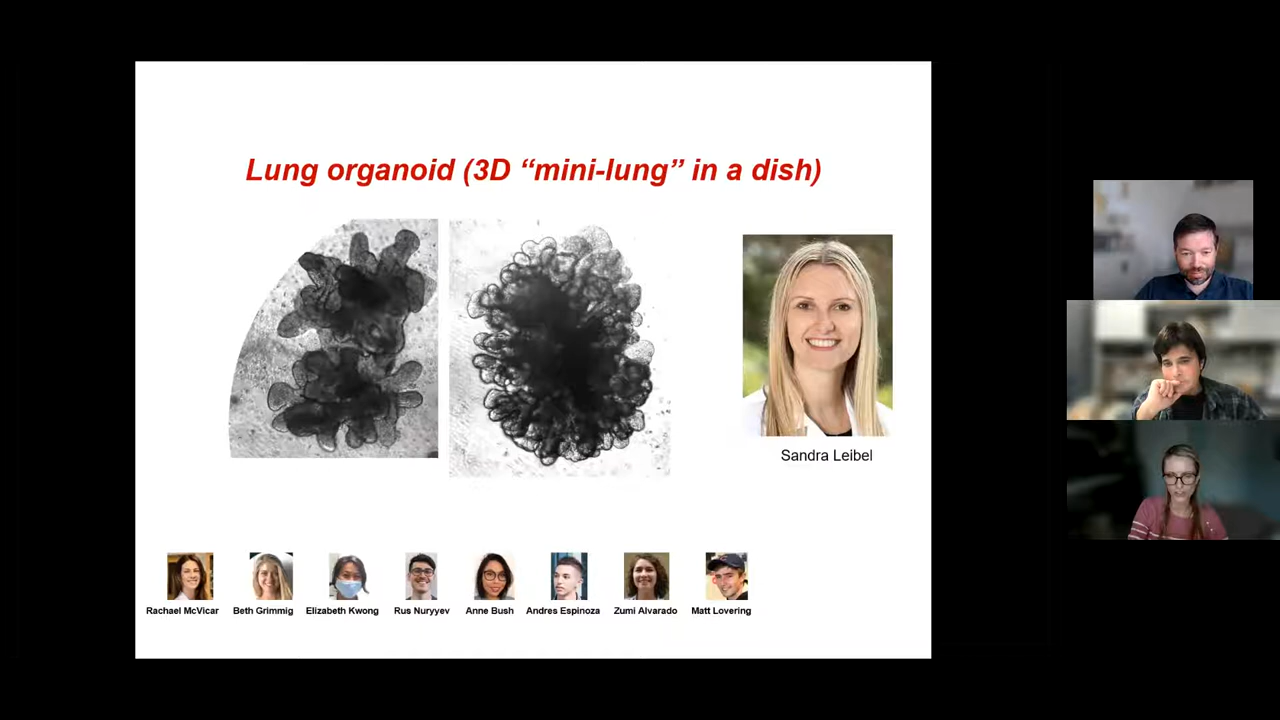 Lung organoid (3D “mini-lung” in a dish)
Sandra Leibel
Rachael McVicar
Beth Grimmig
Elizabeth Kwong
Rus Nuryyev
Anne Bush
Andres Espinoza
Zumi Alvarado
Matt Lovering